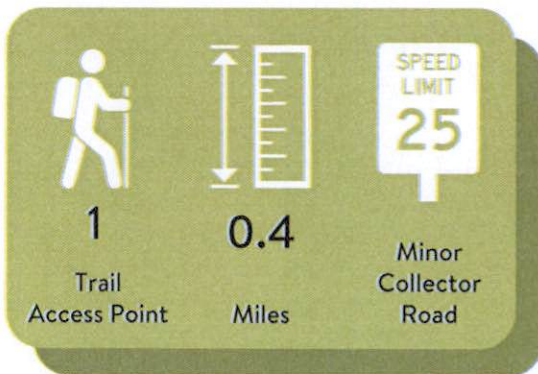 SPEED
LIMIT
25
1
Trail
Access Point
0.4
Miles
Minor
Collector
Road